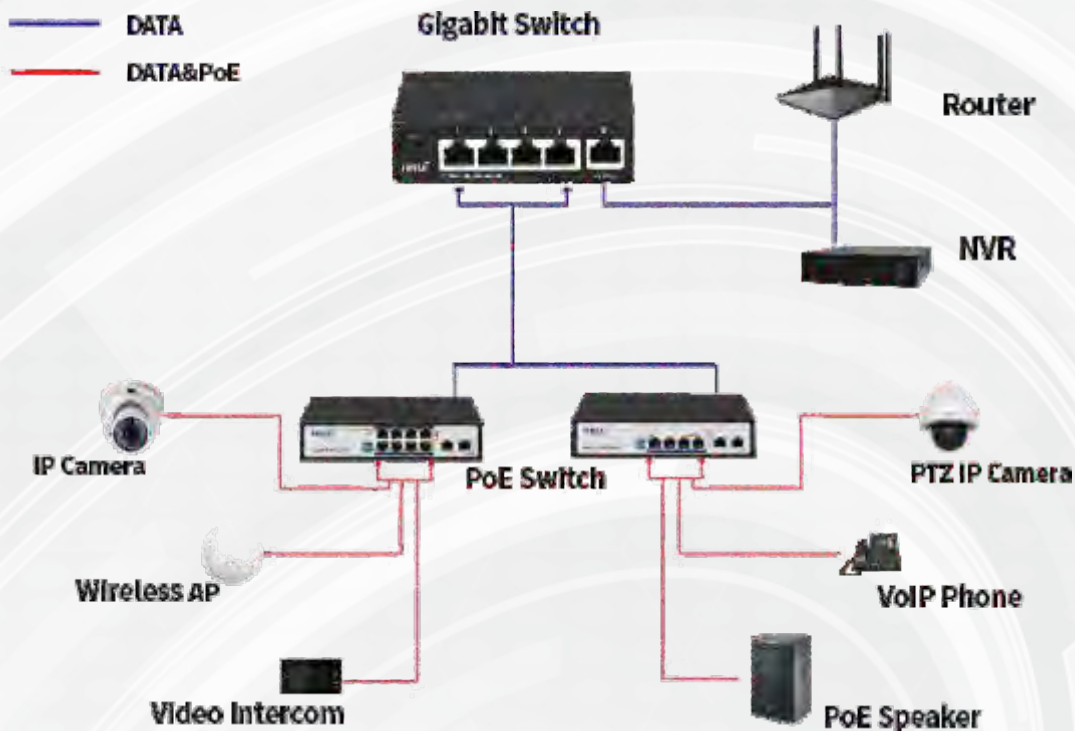 DATA
DATA&PoE
Gigabit Switch
Router
NVR
IP Camera
PoE Switch
PTZ IP Camera
Wireless AP
VoIP Phone
Video Intercom
PoE Speaker